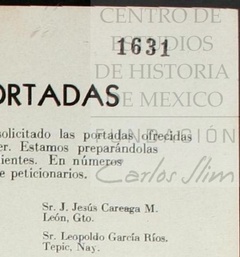 CENTRO DE
ESTUDIOS
DE HISTORIA
DE MEXICO
FUNDACIÓN
Carlos Slim
1631
ORTADAS
solicitado las portadas ofrecidas
er. Estamos preparándolas
ientes. En números
e peticionarios.
Sr. J. Jesús Careaga M.
León, Gto.
Sr. Leopoldo García Ríos.
Tepic, Nay.